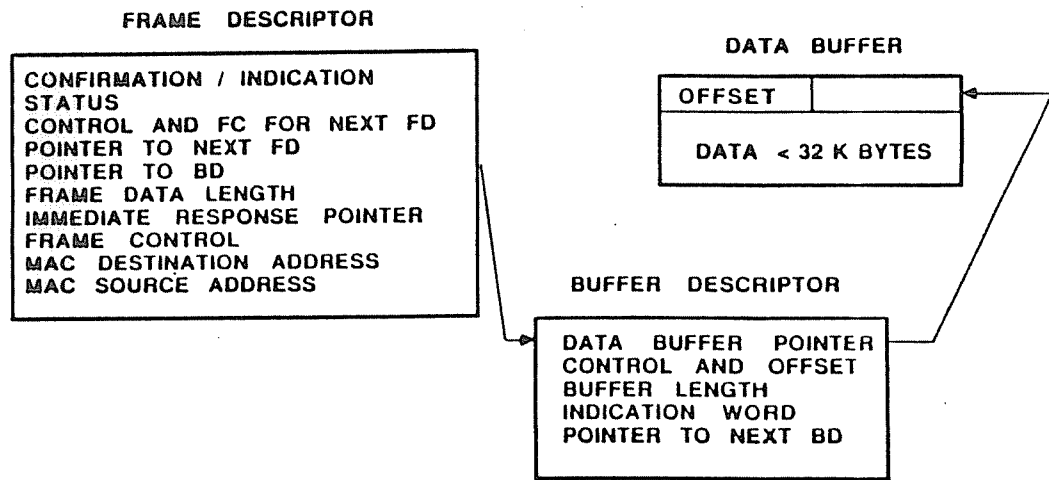 FRAME DESCRIPTOR
CONFIRMATION / INDICATION
STATUS
CONTROL AND FC FOR NEXT FD
POINTER TO NEXT FD
POINTER TO BD
FRAME DATA LENGTH
IMMEDIATE RESPONSE POINTER
FRAME CONTROL
MAC DESTINATION ADDRESS
MAC SOURCE ADDRESS
DATA BUFFER
OFFSET
DATA < 32 K BYTES
BUFFER DESCRIPTOR
DATA BUFFER POINTER
CONTROL AND OFFSET
BUFFER LENGTH
INDICATION WORD
POINTER TO NEXT BD